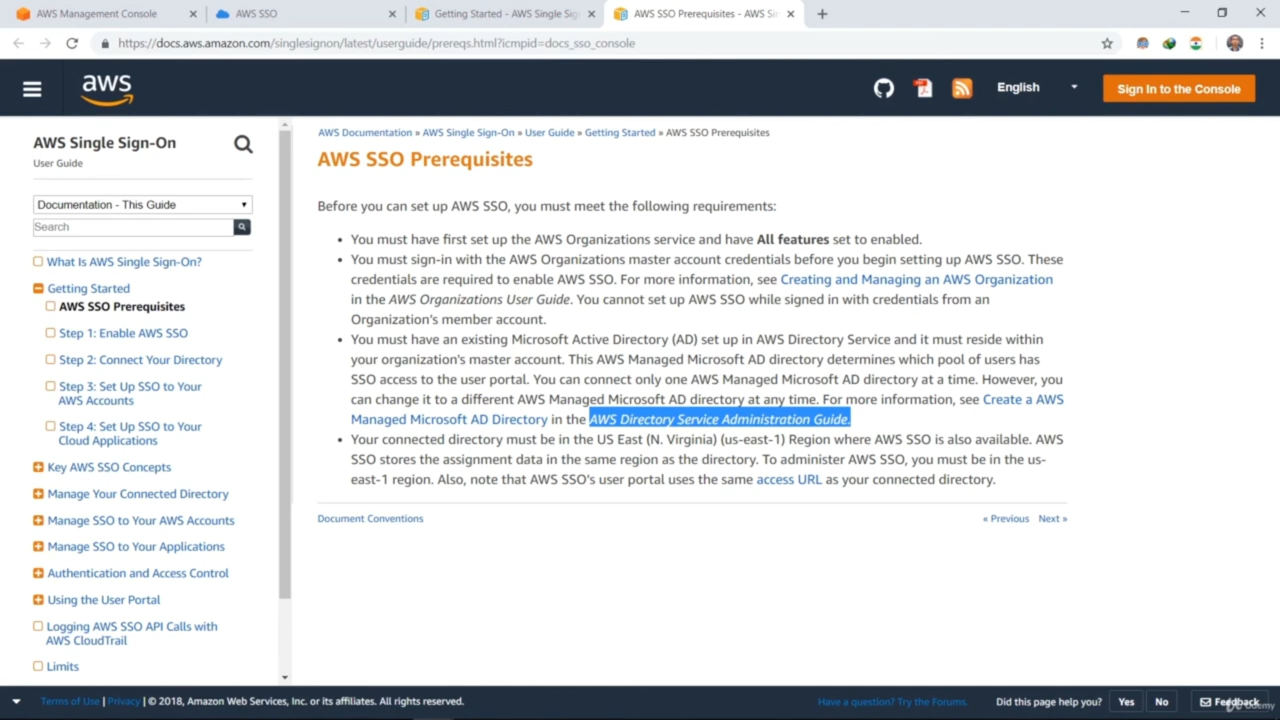 AWS Management Console
AWS SSO
Getting Started - AWS Single Sig
AWS SSO Prerequisites - AWS Si
https://docs.aws.amazon.com/singlesignon/latest/userguide/prereqs.html?icmpid=docs_sso_console
aws
English
Sign In to the Console
AWS Single Sign-On
User Guide
Documentation - This Guide
Search
What Is AWS Single Sign-On?
Getting Started
AWS SSO Prerequisites
Step 1: Enable AWS SSO
Step 2: Connect Your Directory
Step 3: Set Up SSO to Your
AWS Accounts
Step 4: Set Up SSO to Your
Cloud Applications
Key AWS SSO Concepts
Manage Your Connected Directory
Manage SSO to Your AWS Accounts
Manage SSO to Your Applications
Authentication and Access Control
Using the User Portal
Logging AWS SSO API Calls with
AWS CloudTrail
Limits
AWS Documentation » AWS Single Sign-On » User Guide » Getting Started » AWS SSO Prerequisites
AWS SSO Prerequisites
Before you can set up AWS SSO, you must meet the following requirements:
• You must have first set up the AWS Organizations service and have All features set to enabled.
• You must sign-in with the AWS Organizations master account credentials before you begin setting up AWS SSO. These
credentials are required to enable AWS SSO. For more information, see Creating and Managing an AWS Organization
in the AWS Organizations User Guide. You cannot set up AWS SSO while signed in with credentials from an
Organization's member account.
• You must have an existing Microsoft Active Directory (AD) set up in AWS Directory Service and it must reside within
your organization's master account. This AWS Managed Microsoft AD directory determines which pool of users has
SSO access to the user portal. You can connect only one AWS Managed Microsoft AD directory at a time. However, you
can change it to a different AWS Managed Microsoft AD directory at any time. For more information, see Create a AWS
Managed Microsoft AD Directory in the AWS Directory Service Administration Guide.
• Your connected directory must be in the US East (N. Virginia) (us-east-1) Region where AWS SSO is also available. AWS
SSO stores the assignment data in the same region as the directory. To administer AWS SSO, you must be in the us-
east-1 region. Also, note that AWS SSO's user portal uses the same access URL as your connected directory.
Document Conventions
« Previous Next »
Terms of Use | Privacy | © 2018, Amazon Web Services, Inc. or its affiliates. All rights reserved.
Have a question? Try the Forums.
Did this page help you?
Yes
No
Feedback
Udemy